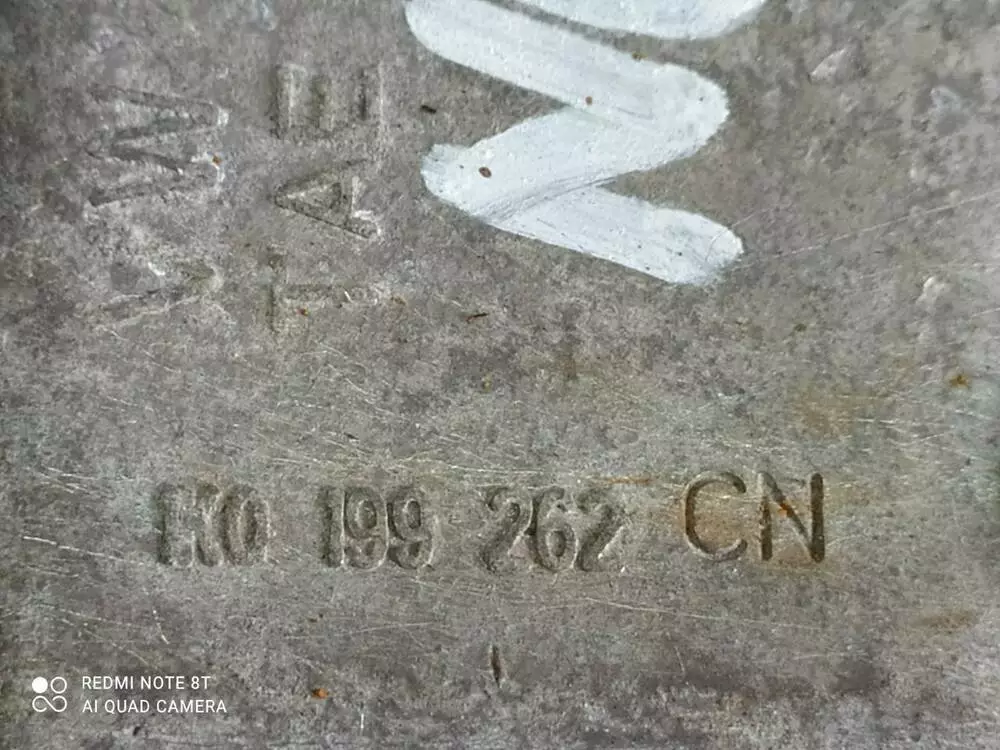 1K0 199 262 CN
REDMI NOTE 8T
AI QUAD CAMERA